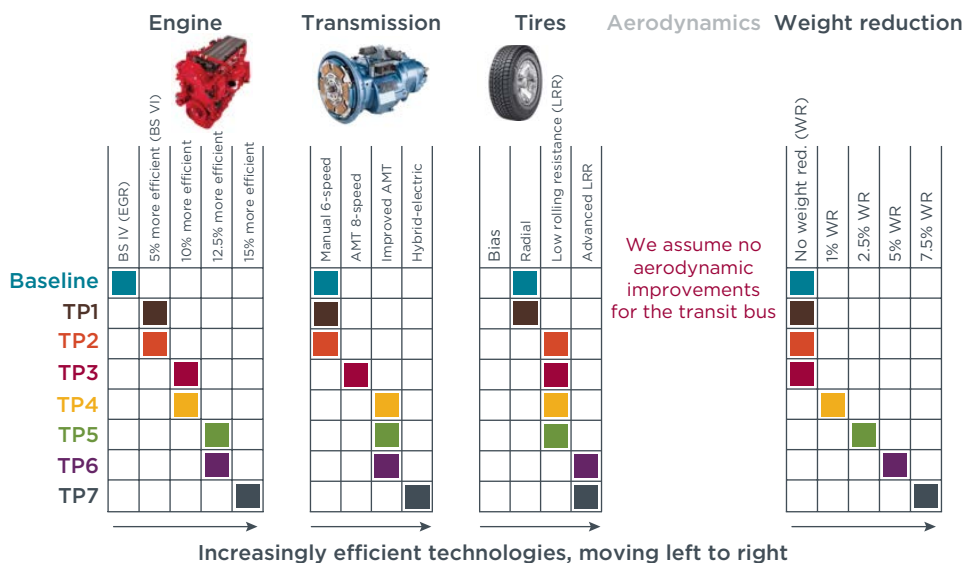 Engine
Transmission
Tires
Aerodynamics
Weight reduction
BS IV (EGR)
5% more efficient (BS VI)
10% more efficient
12.5% more efficient
15% more efficient
Manual 6-speed
AMT 8-speed
Improved AMT
Hybrid-electric
Bias
Radial
Low rolling resistance (LRR)
Advanced LRR
No weight red. (WR)
1% WR
2.5% WR
5% WR
7.5% WR
We assume no
aerodynamic
improvements
for the transit bus
Baseline
TP1
TP2
TP3
TP4
TP5
TP6
TP7
Increasingly efficient technologies, moving left to right